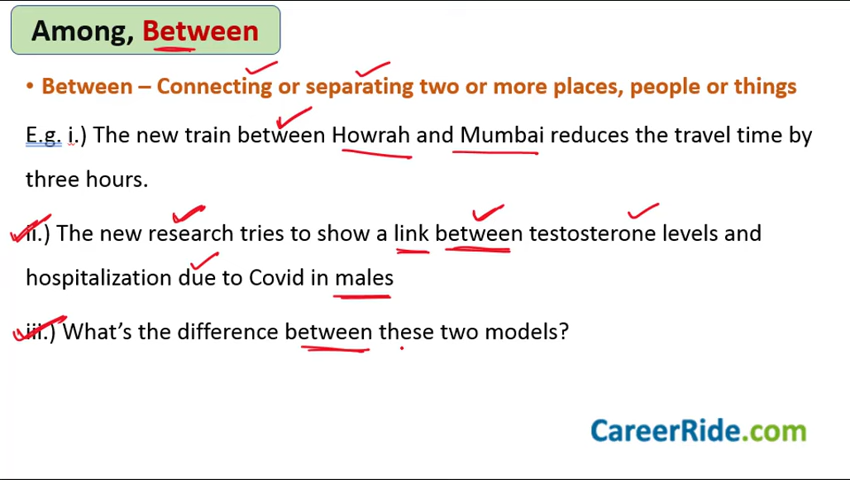 Among, Between
• Between – Connecting or separating two or more places, people or things
E.g. i.) The new train between Howrah and Mumbai reduces the travel time by
three hours.
ii.) The new research tries to show a link between testosterone levels and
hospitalization due to Covid in males
iii.) What's the difference between these two models?
CareerRide.com